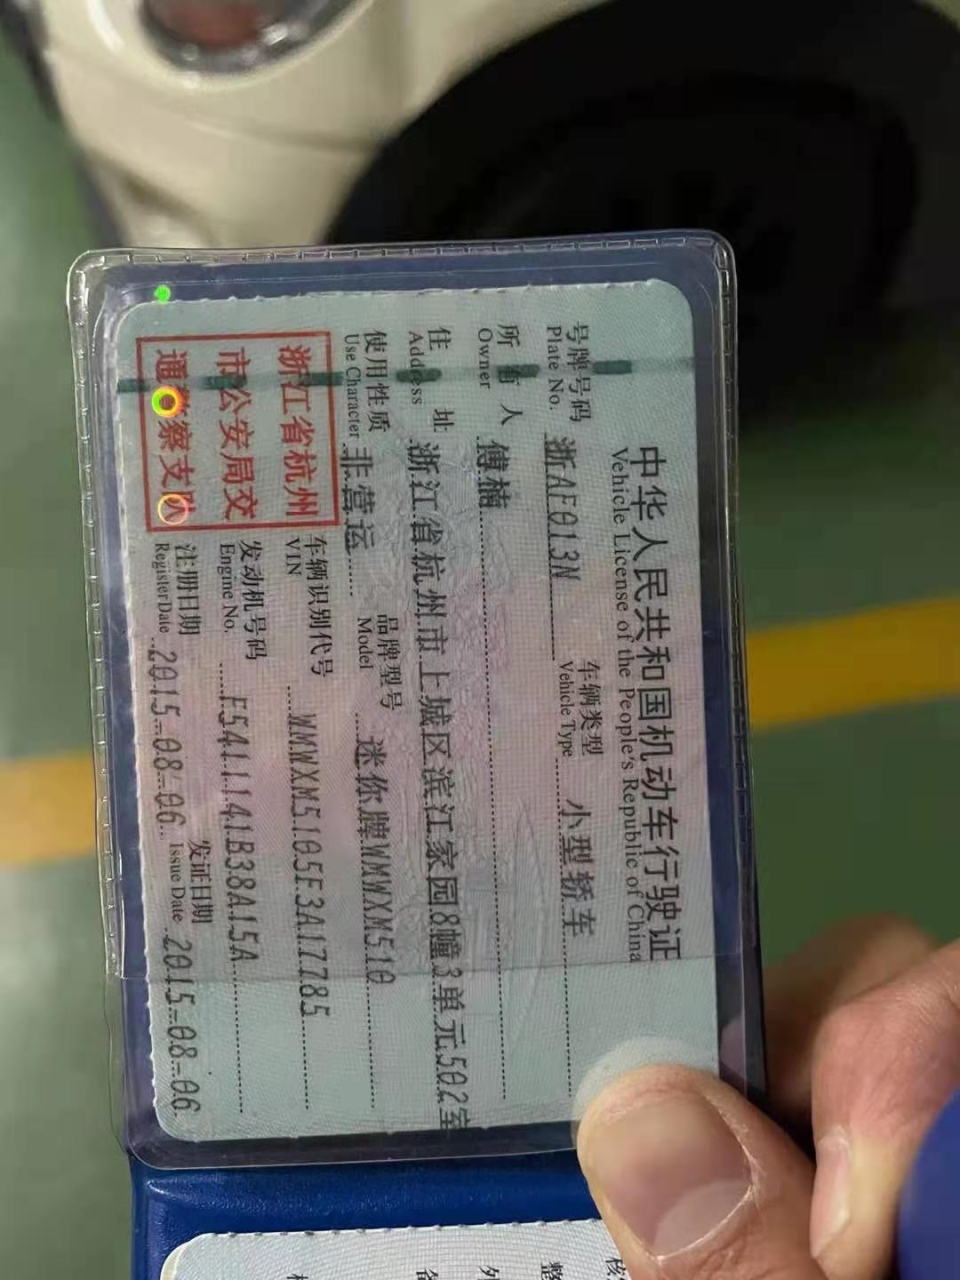 中华人民共和国机动车行驶证
Vehicle License of the People's Republic of China
号牌号码 浙AE013N 车辆类型 小型轿车
Plate No. Vehicle Type
所有人 傅楠
Owner
住址 浙江省杭州市上城区滨江家园8幢3单元502室
Address
使用性质 非营运 品牌型号 迷你牌WMWXM510
Use Character Model
浙江省杭州
市公安局交
通警察支队
车辆识别代号 WMWXM5105E3A17785
VIN
发动机号码 E5411141B38A15A
Engine No.
注册日期 2015-08-06 发证日期 2015-08-06
Register Date Issue Date